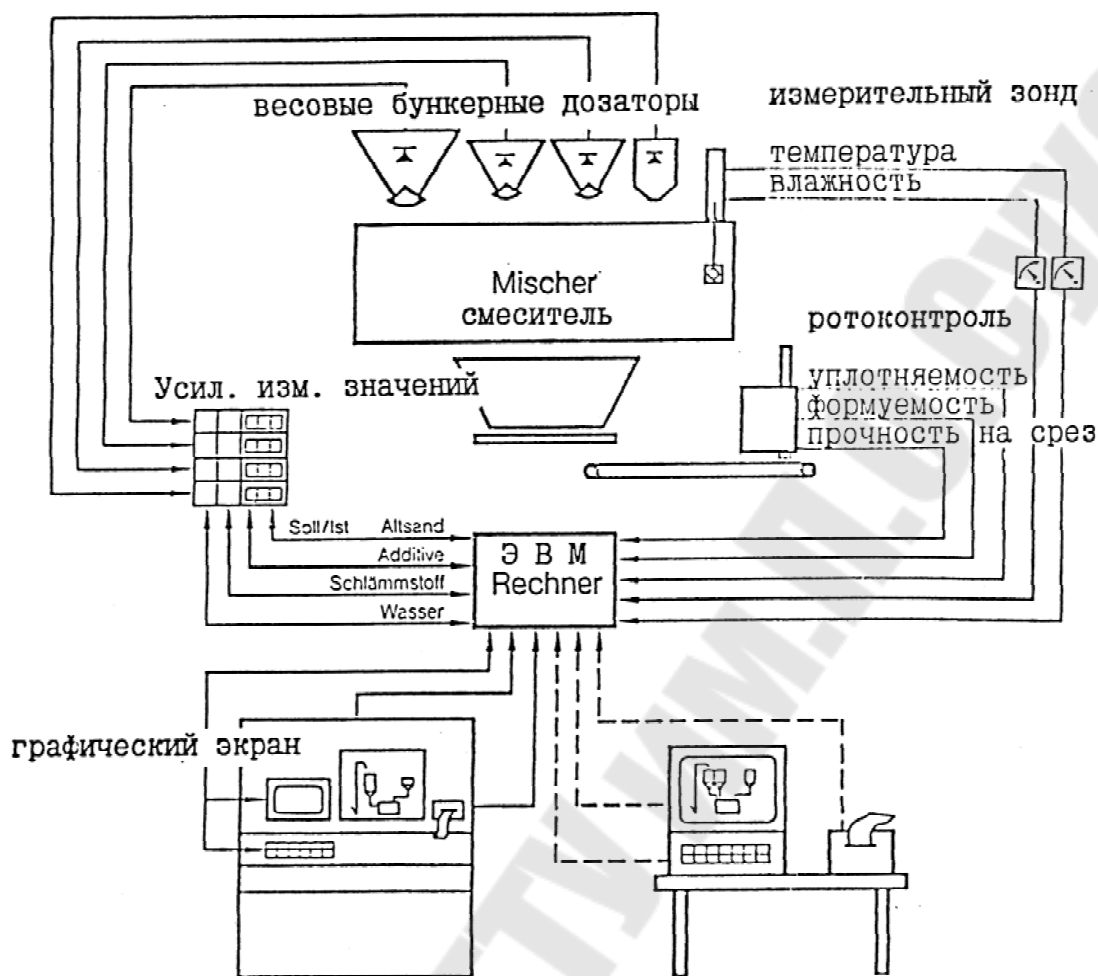 весовые бункерные дозаторы
измерительный зонд
температура
влажность
Mischer
смеситель
ротоконтроль
уплотняемость
формуемость
прочность на срез
Усил. изм. значений
Soll/Ist Altsand
Additive
Schlämmstoff
Wasser
Э В М
Rechner
графический экран